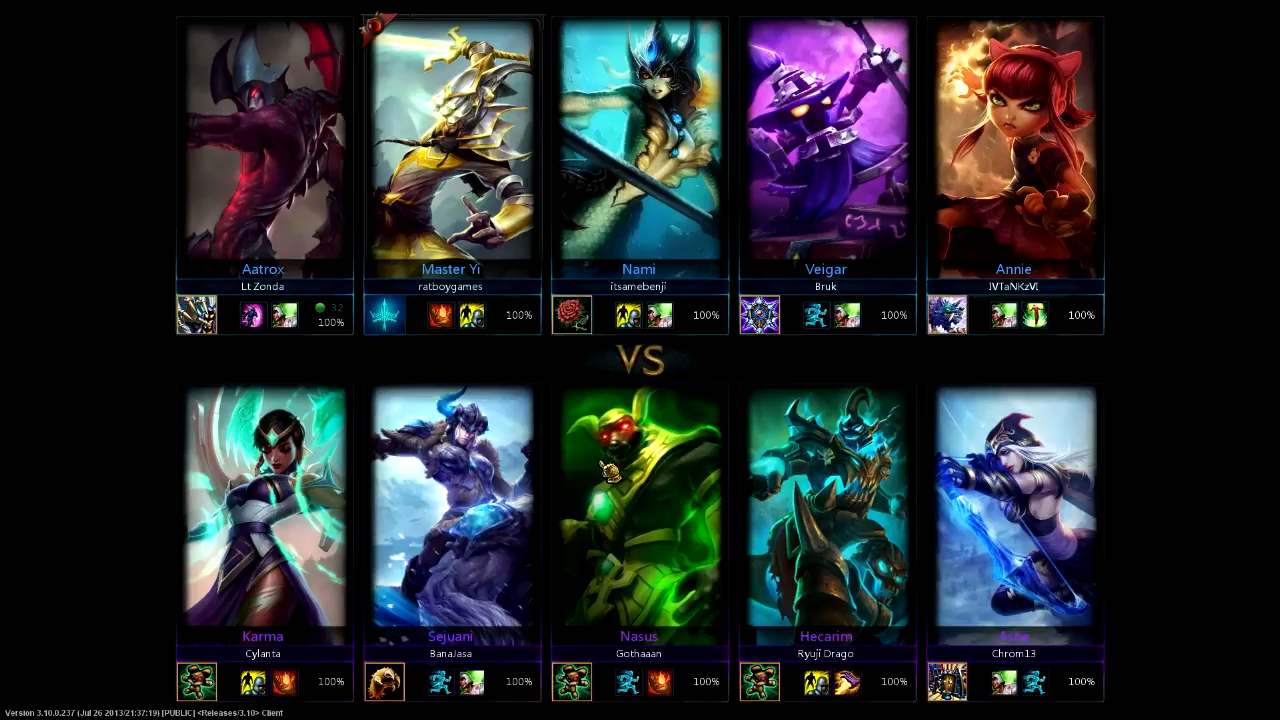 Aatrox
Lt Zonda
32
100%
Master Yi
ratboygames
100%
Nami
itsamebenji
100%
Veigar
Bruk
100%
Annie
IVTaNKzVI
100%
VS
Karma
Cylanta
100%
Sejuani
BanaJasa
100%
Nasus
Gothaaan
100%
Hecarim
Ryuji Drago
100%
Ashe
Chrom13
100%
Version 3.10.0.237 (Jul 26 2013/21:37:19) [PUBLIC] <Releases/3.10> Client